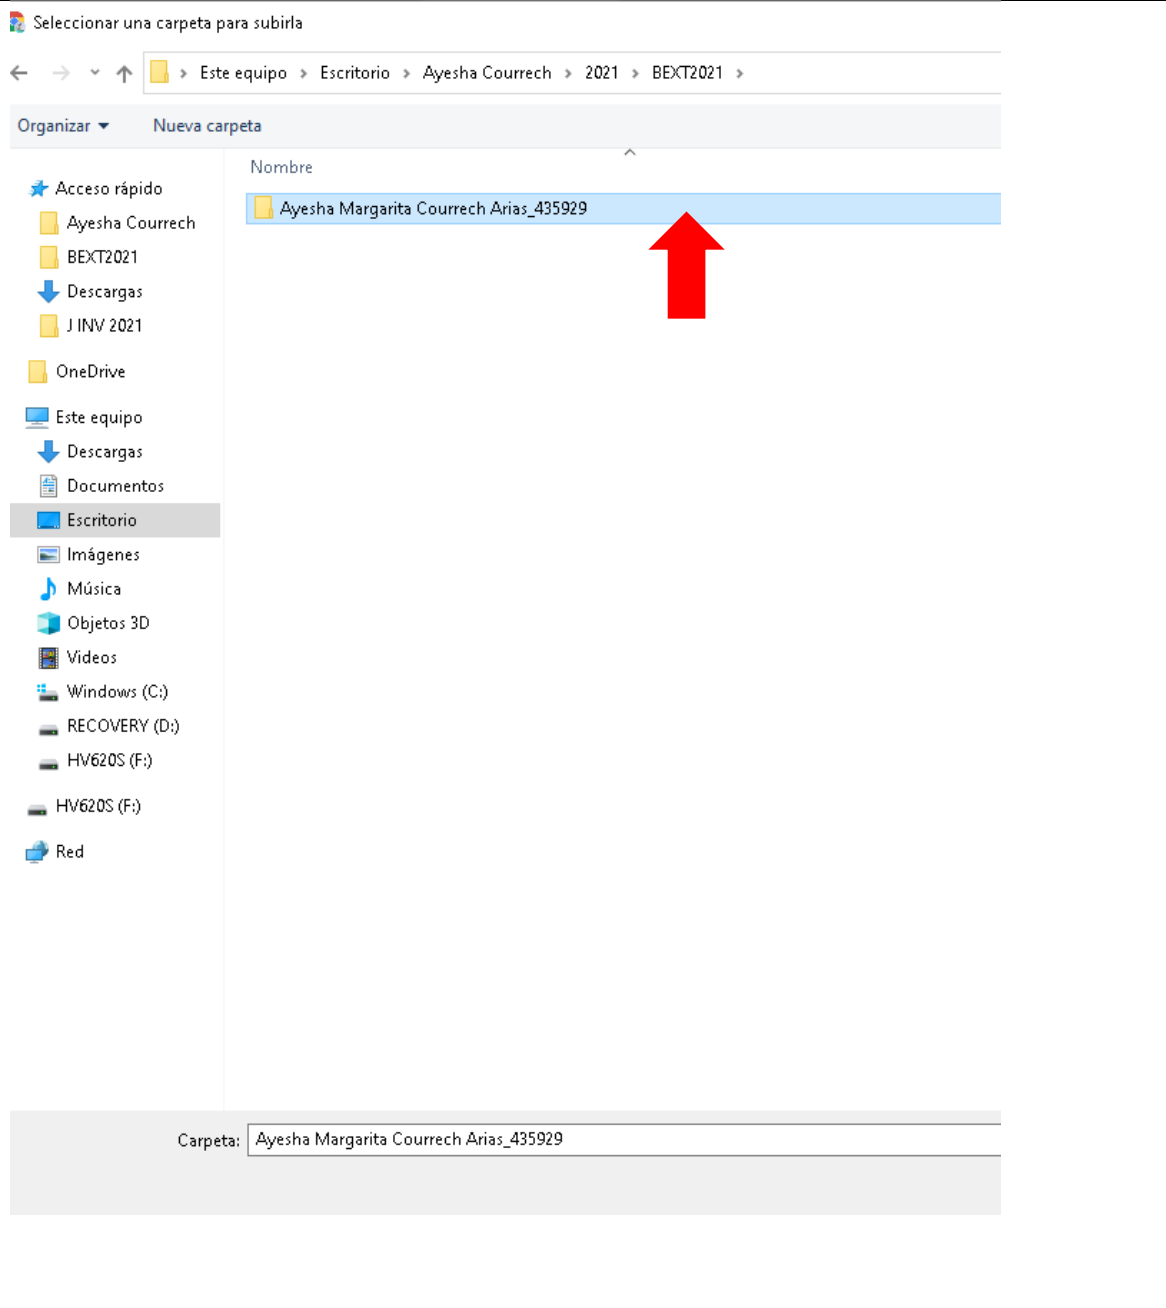 Seleccionar una carpeta para subirla
Este equipo > Escritorio > Ayesha Courrech > 2021 > BEXT2021 >
Organizar Nueva carpeta
Nombre
Acceso rápido
Ayesha Courrech
BEXT2021
Descargas
J INV 2021
OneDrive
Este equipo
Descargas
Documentos
Escritorio
Imágenes
Música
Objetos 3D
Videos
Windows (C:)
RECOVERY (D:)
HV620S (F:)
HV620S (F:)
Red
Ayesha Margarita Courrech Arias_435929
Carpeta: Ayesha Margarita Courrech Arias_435929